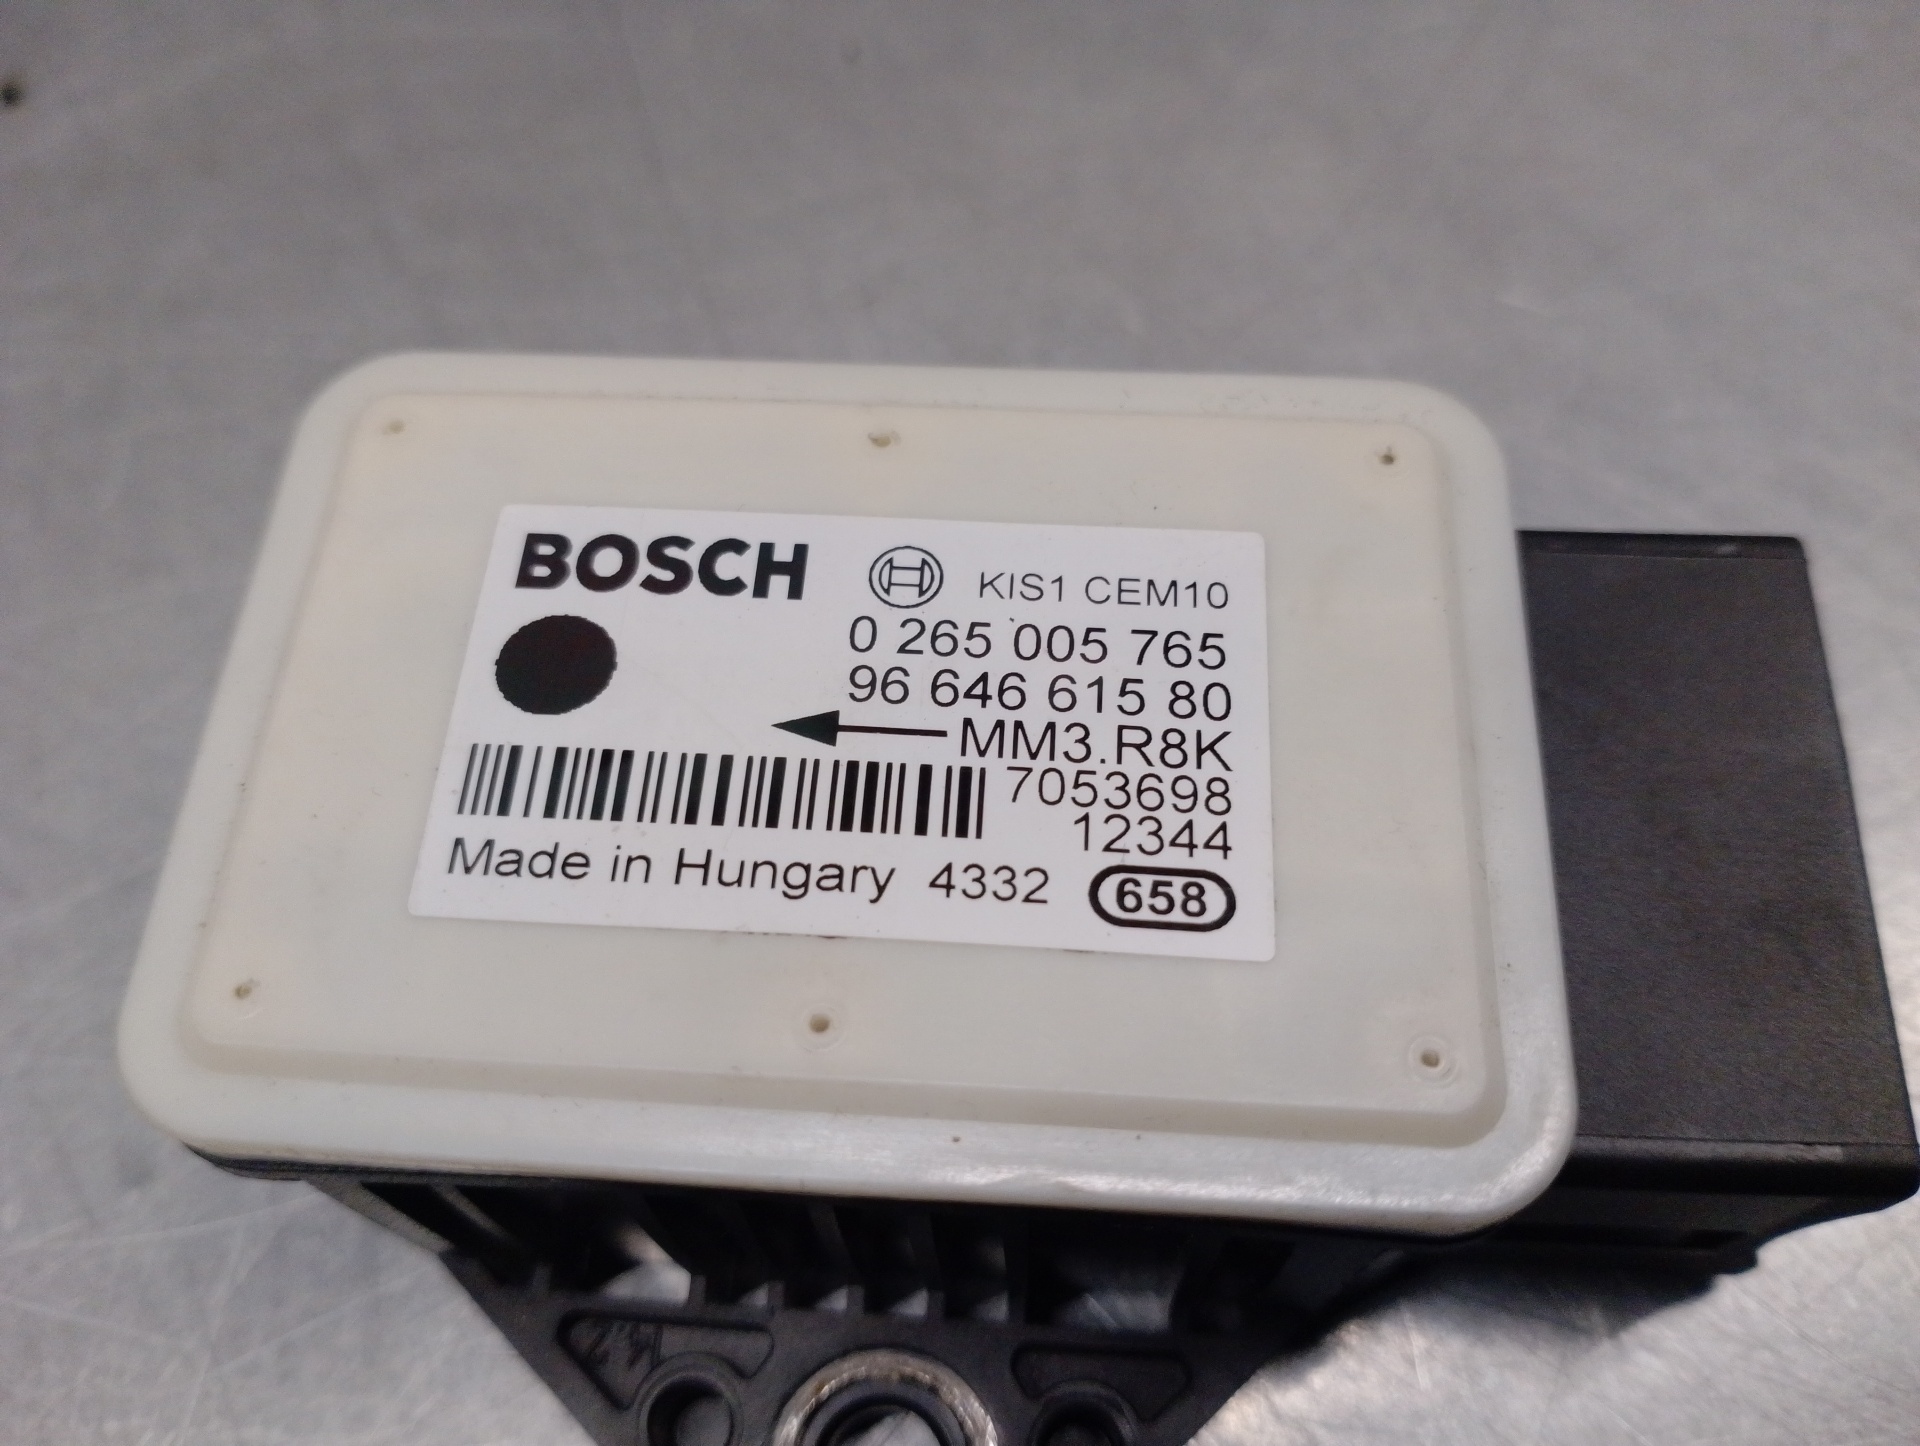 BOSCH KIS1 CEM10
0 265 005 765
96 646 615 80
MM3.R8K
7053698
12344
Made in Hungary 4332 658